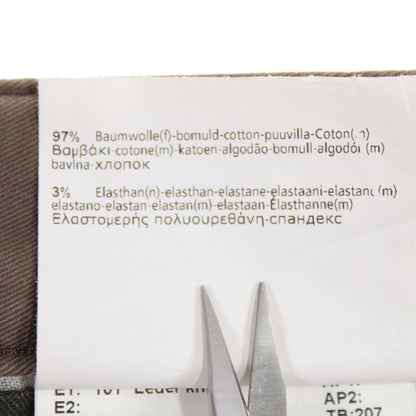 97% Baumwolle(f)-bomuld-cotton-puuvilla-Coton(m)
Βαμβάκι-cotone(m)-katoen-algodão-bomull-algodón(m)
bavlna-хлопок
3% Elasthan(n)-elasthan-elastane-elastaani-elastano(m)
elastano-elastan-elastan(m)-elastaan-Élasthanne(m)
Ελαστομερής πολυουρεθάνη-спандекс
E1: 101 Leder
E2:
AP2:
TB:207